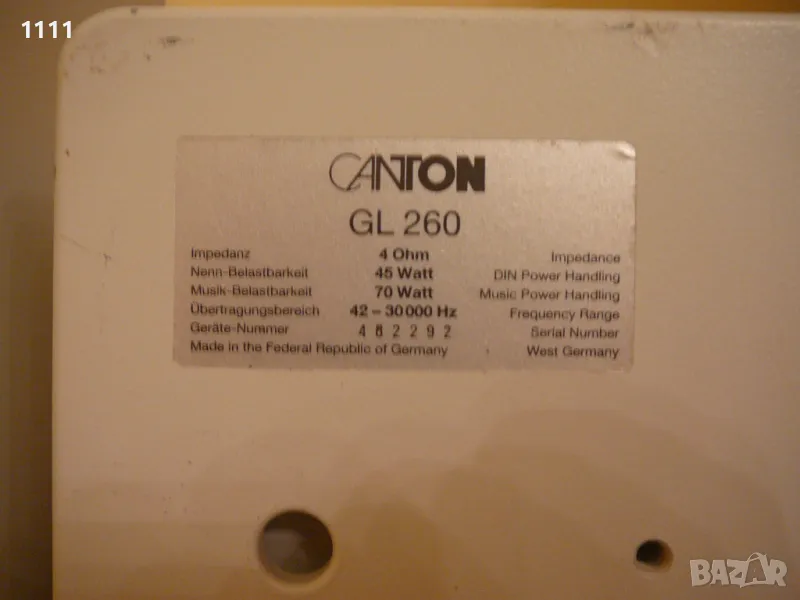 1111
CANTON
GL 260
Impedanz 4 Ohm Impedance
Nenn-Belastbarkeit 45 Watt DIN Power Handling
Musik-Belastbarkeit 70 Watt Music Power Handling
Übertragungsbereich 42 – 30 000 Hz Frequency Range
Geräte-Nummer 482292 Serial Number
Made in the Federal Republic of Germany West Germany
BAZAR